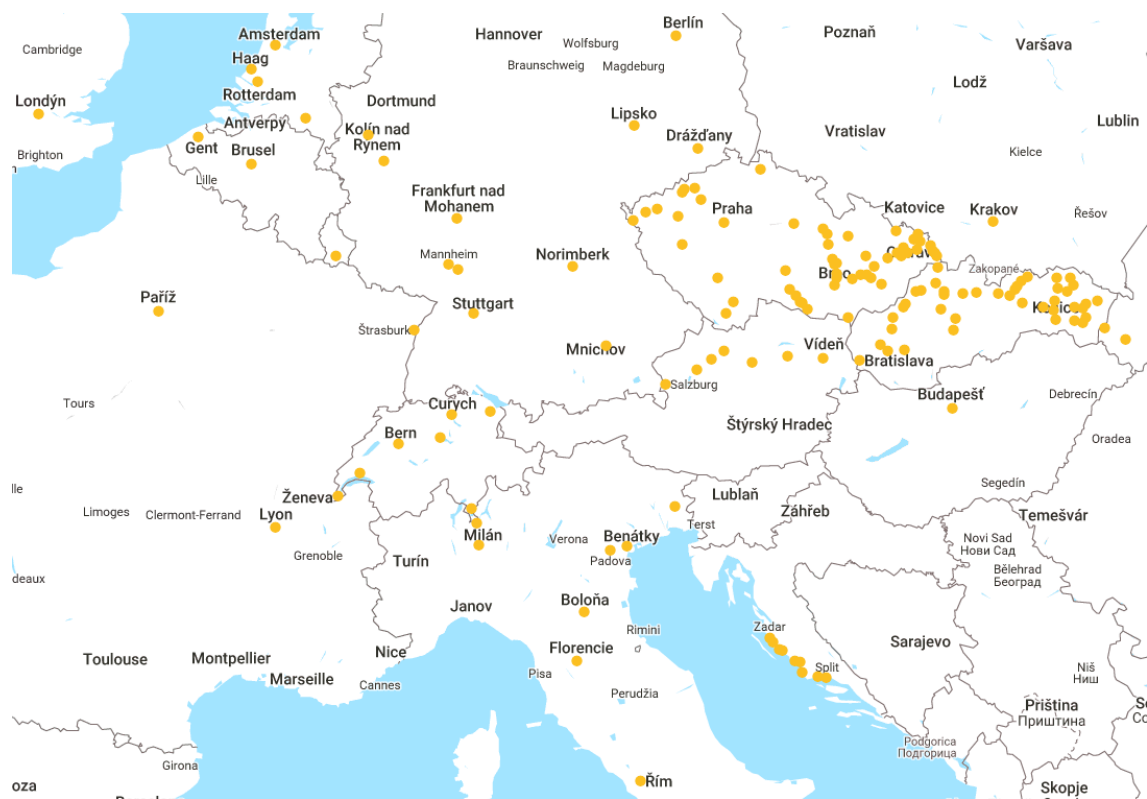 Cambridge
Amsterdam
Hannover
Wolfsburg
Berlín
Poznaň
Varšava
Haag
Braunschweig
Magdeburg
Londýn
Rotterdam
Dortmund
Lodž
Lipsko
Antverpy
Kolín nad
Rýnem
Drážďany
Vratislav
Lublin
Brighton
Gent
Brusel
Kielce
Lille
Frankfurt nad
Mohanem
Praha
Katovice
Krakov
Řešov
Mannheim
Norimberk
Zakopané
Brno
Paříž
Stuttgart
Košice
Štrasburk
Mnichov
Vídeň
Bratislava
Salzburg
Budapešť
Debrecín
Tours
Curych
Bern
Štýrský Hradec
Oradea
Segedín
lle
Ženeva
Lublaň
Limoges
Clermont-Ferrand
Lyon
Záhřeb
Temešvár
Terst
Milán
Verona
Benátky
Novi Sad
Нови Сад
Grenoble
Turín
Padova
Bělehrad
Београд
deaux
Boloňa
Janov
Zadar
Rimini
Sarajevo
Toulouse
Montpellier
Nice
Florencie
Split
Niš
Ниш
Marseille
Cannes
Pisa
Perudžia
Priština
Приштина
Podgorica
Подгорица
Girona
Řím
oza
Skopje